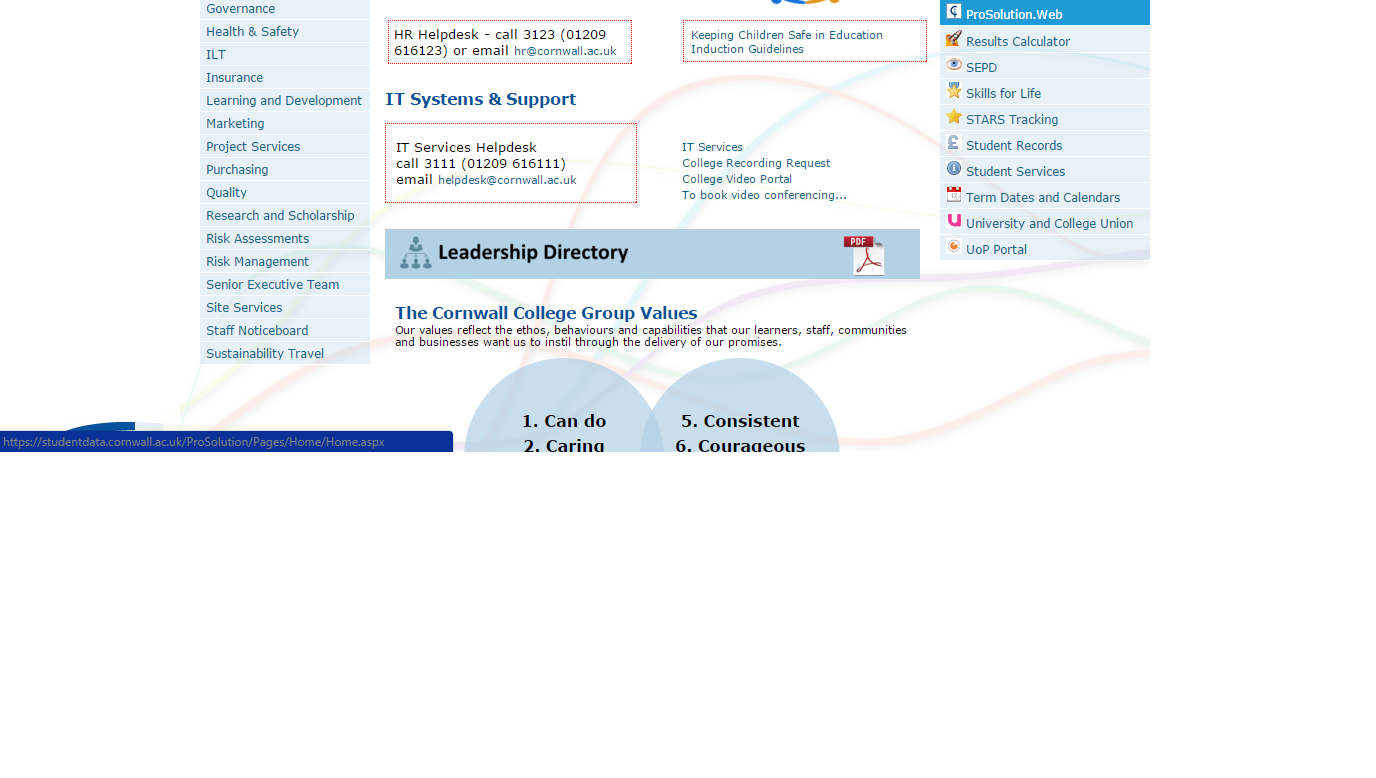 Governance
Health & Safety
ILT
Insurance
Learning and Development
Marketing
Project Services
Purchasing
Quality
Research and Scholarship
Risk Assessments
Risk Management
Senior Executive Team
Site Services
Staff Noticeboard
Sustainability Travel
HR Helpdesk - call 3123 (01209
616123) or email hr@cornwall.ac.uk
Keeping Children Safe in Education
Induction Guidelines
IT Systems & Support
IT Services Helpdesk
call 3111 (01209 616111)
email helpdesk@cornwall.ac.uk
IT Services
College Recording Request
College Video Portal
To book video conferencing...
Leadership Directory
PDF
The Cornwall College Group Values
Our values reflect the ethos, behaviours and capabilities that our learners, staff, communities
and businesses want us to instil through the delivery of our promises.
1. Can do
2. Caring
5. Consistent
6. Courageous
ProSolution.Web
Results Calculator
SEPD
Skills for Life
STARS Tracking
Student Records
Student Services
12
Term Dates and Calendars
University and College Union
UoP Portal
https://studentdata.cornwall.ac.uk/ProSolution/Pages/Home/Home.aspx